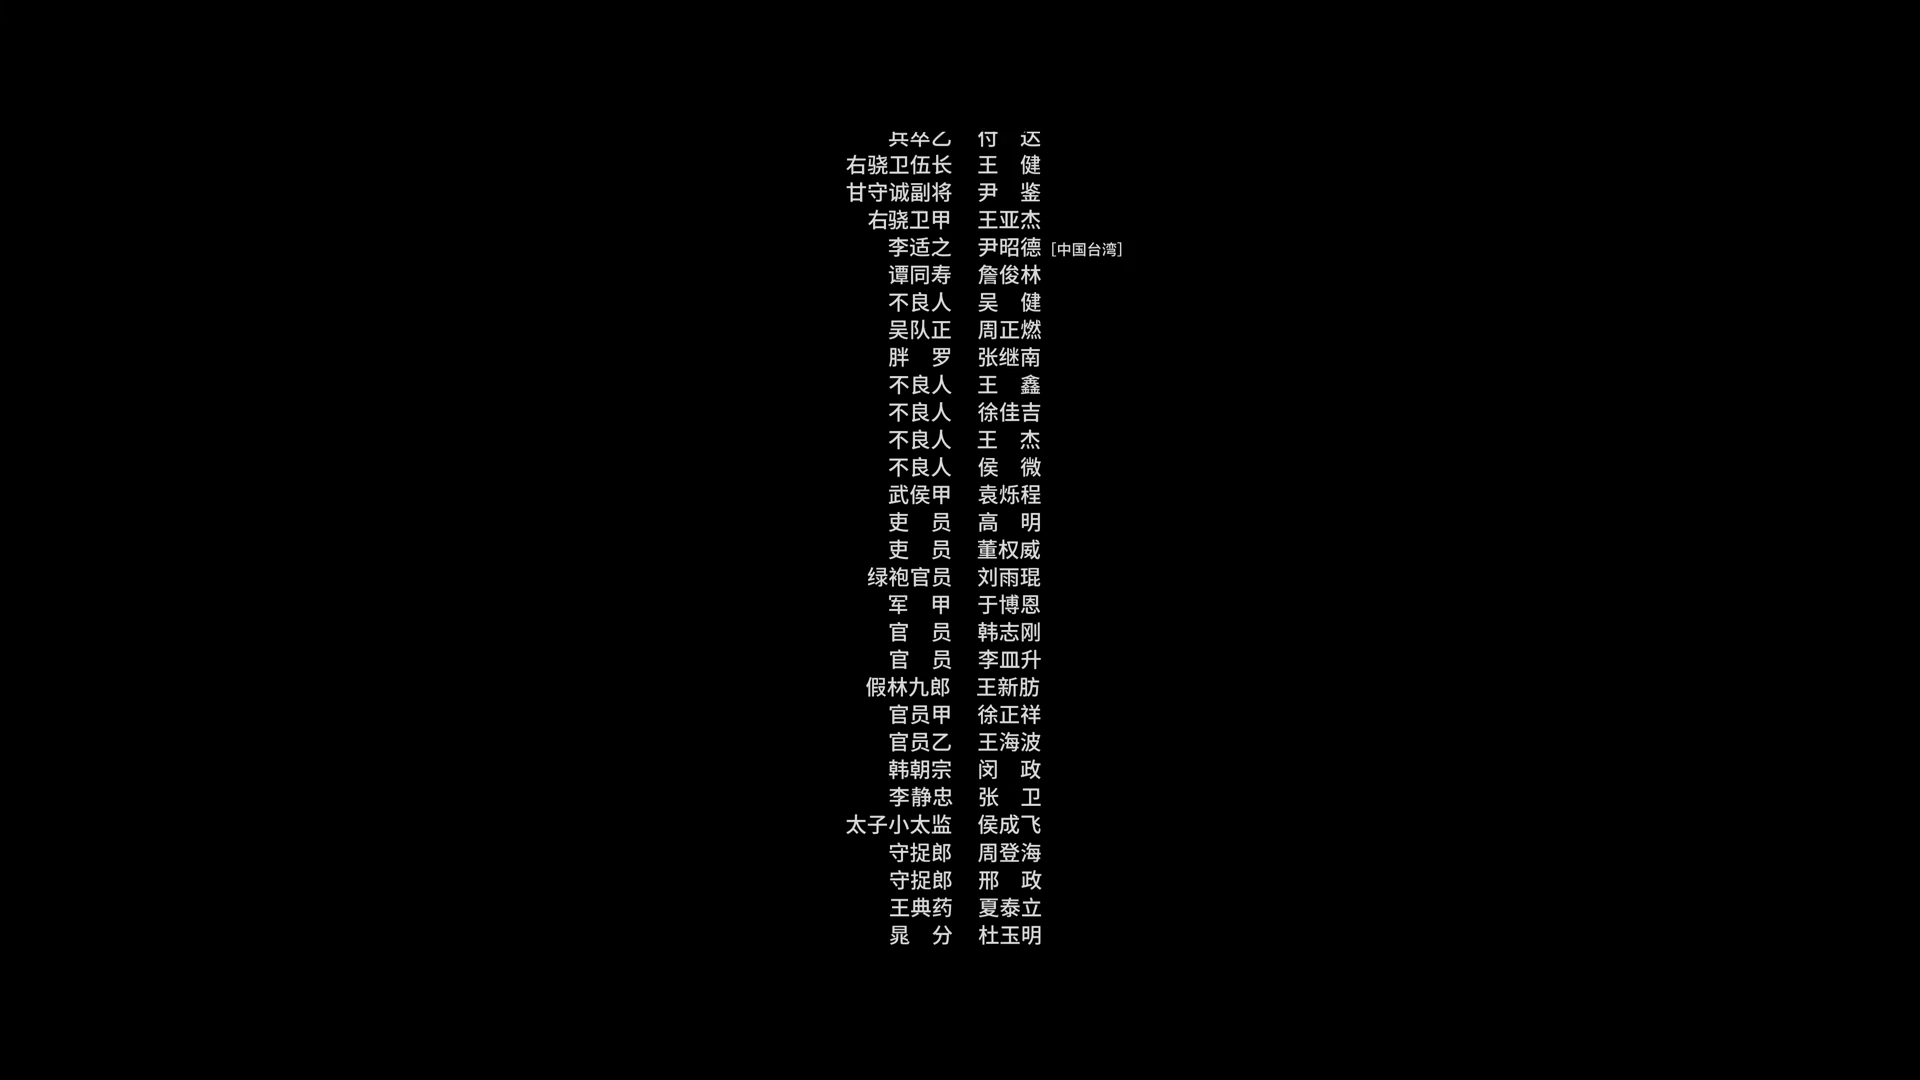 兵卒乙 付　达
右骁卫伍长 王　健
甘守诚副将 尹　鉴
右骁卫甲 王亚杰
李适之 尹昭德 [中国台湾]
谭同寿 詹俊林
不良人 吴　健
吴队正 周正燃
胖　罗 张继南
不良人 王　鑫
不良人 徐佳吉
不良人 王　杰
不良人 侯　微
武侯甲 袁烁程
吏　员 高　明
吏　员 董权威
绿袍官员 刘雨琨
军　甲 于博恩
官　员 韩志刚
官　员 李皿升
假林九郎 王新肪
官员甲 徐正祥
官员乙 王海波
韩朝宗 闵　政
李静忠 张　卫
太子小太监 侯成飞
守捉郎 周登海
守捉郎 邢　政
王典药 夏泰立
晁　分 杜玉明